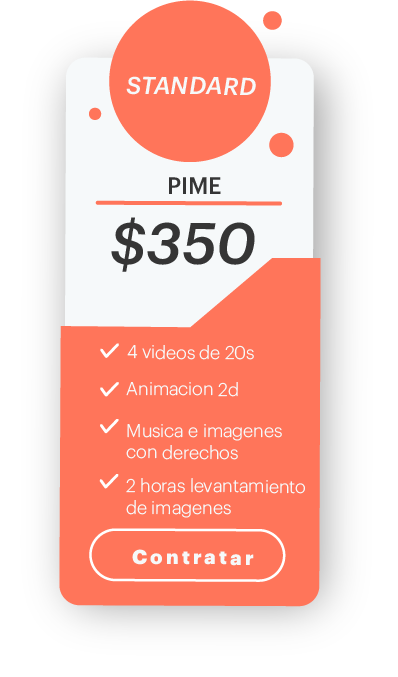 STANDARD
PIME
$350
4 videos de 20s
Animacion 2d
Musica e imagenes
con derechos
2 horas levantamiento
de imagenes
Contratar